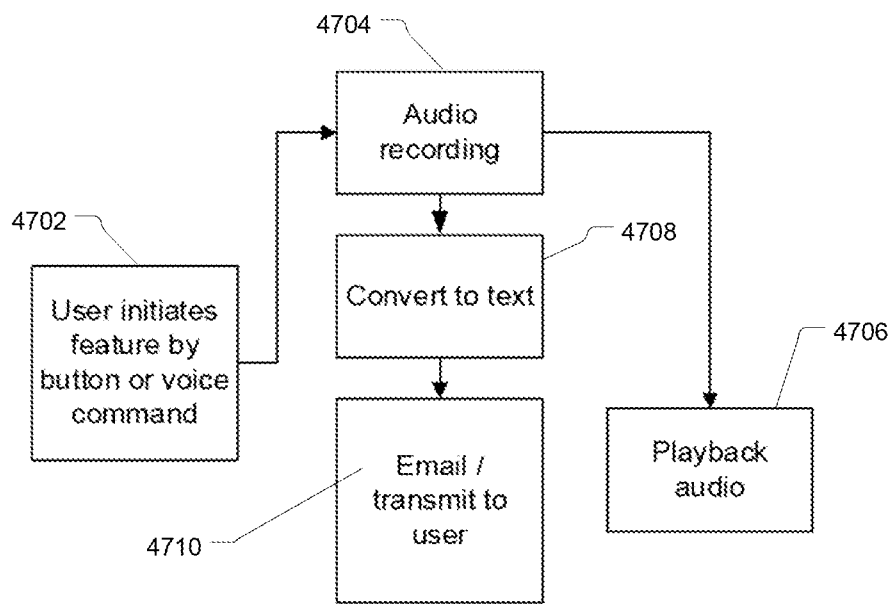 4704
Audio
recording
4702
User initiates
feature by
button or voice
command
4708
Convert to text
4706
Playback
audio
Email /
transmit to
user
4710